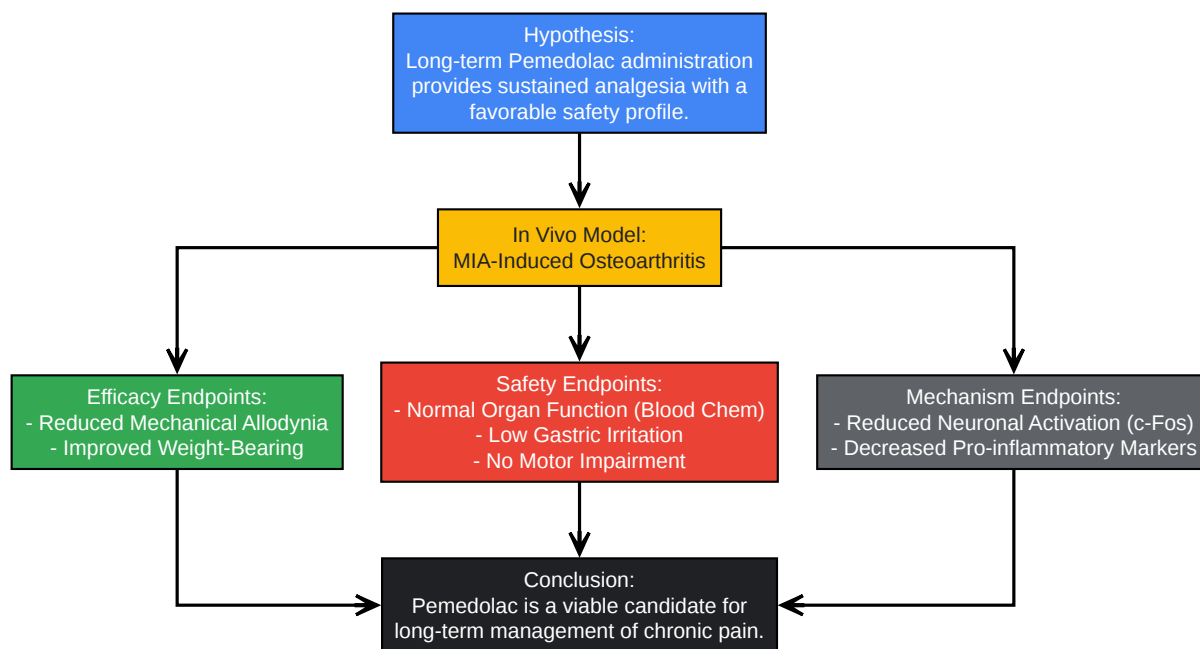 Hypothesis:
Long-term Pemedolac administration
provides sustained analgesia with a
favorable safety profile.
In Vivo Model:
MIA-Induced Osteoarthritis
Efficacy Endpoints:
- Reduced Mechanical Allodynia
- Improved Weight-Bearing
Safety Endpoints:
- Normal Organ Function (Blood Chem)
- Low Gastric Irritation
- No Motor Impairment
Mechanism Endpoints:
- Reduced Neuronal Activation (c-Fos)
- Decreased Pro-inflammatory Markers
Conclusion:
Pemedolac is a viable candidate for
long-term management of chronic pain.